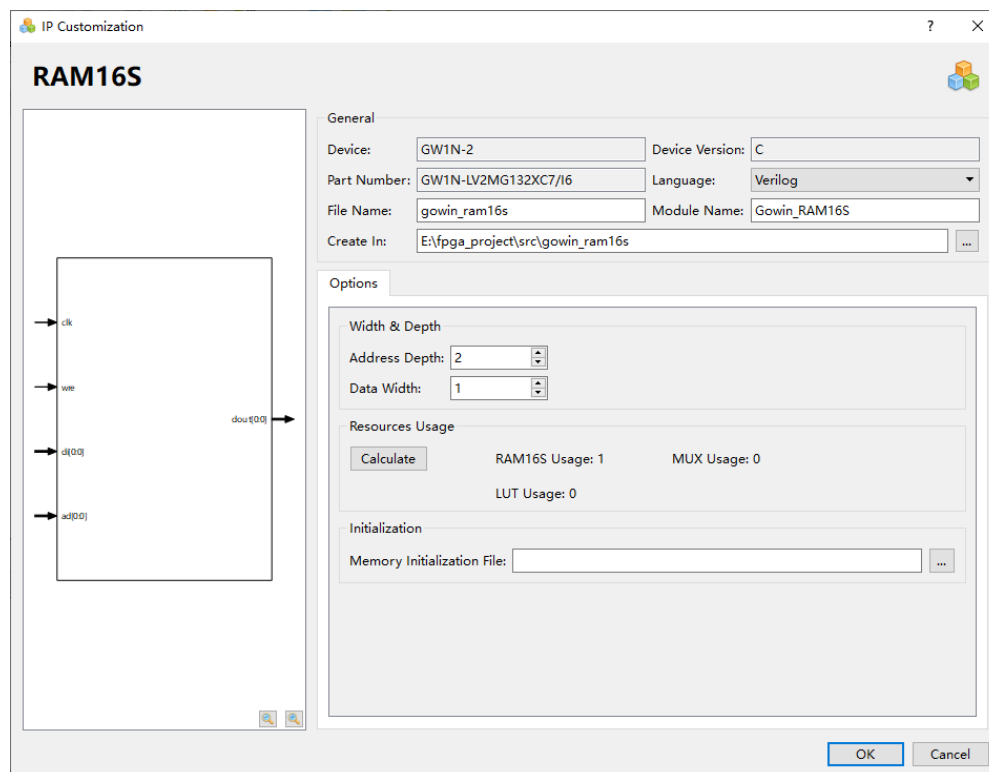 IP Customization
?
RAM16S
General
Device: GW1N-2 Device Version: C
Part Number: GW1N-LV2MG132XC7/I6 Language: Verilog
File Name: gowin_ram16s Module Name: Gowin_RAM16S
Create In: E:\fpga_project\src\gowin_ram16s ...
Options
Width & Depth
Address Depth: 2
Data Width: 1
Resources Usage
Calculate RAM16S Usage: 1 MUX Usage: 0
LUT Usage: 0
Initialization
Memory Initialization File: ...
clk
wre
dout[0:0]
di[0:0]
ad[0:0]
OK Cancel